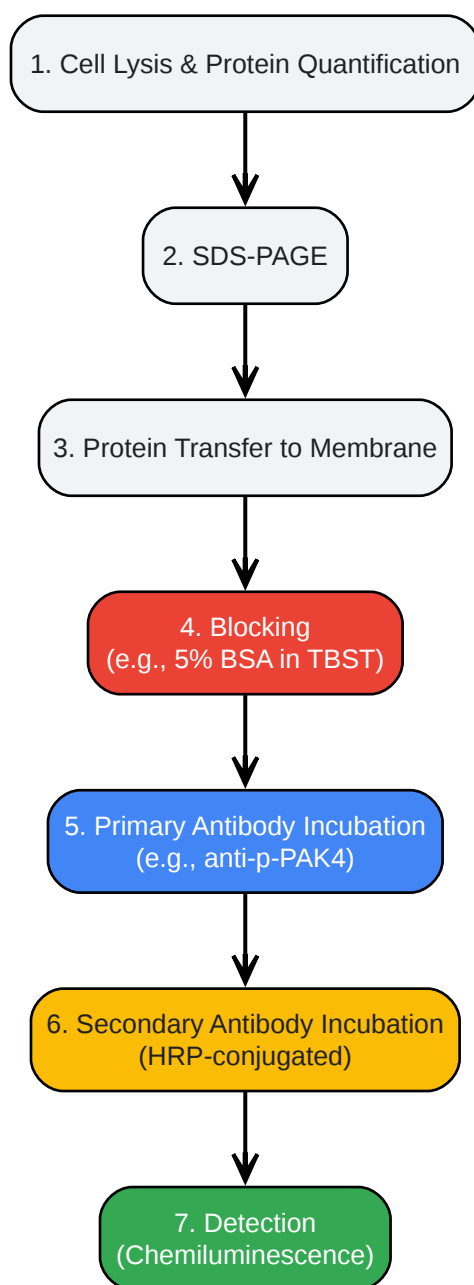 1. Cell Lysis & Protein Quantification
2. SDS-PAGE
3. Protein Transfer to Membrane
4. Blocking
(e.g., 5% BSA in TBST)
5. Primary Antibody Incubation
(e.g., anti-p-PAK4)
6. Secondary Antibody Incubation
(HRP-conjugated)
7. Detection
(Chemiluminescence)